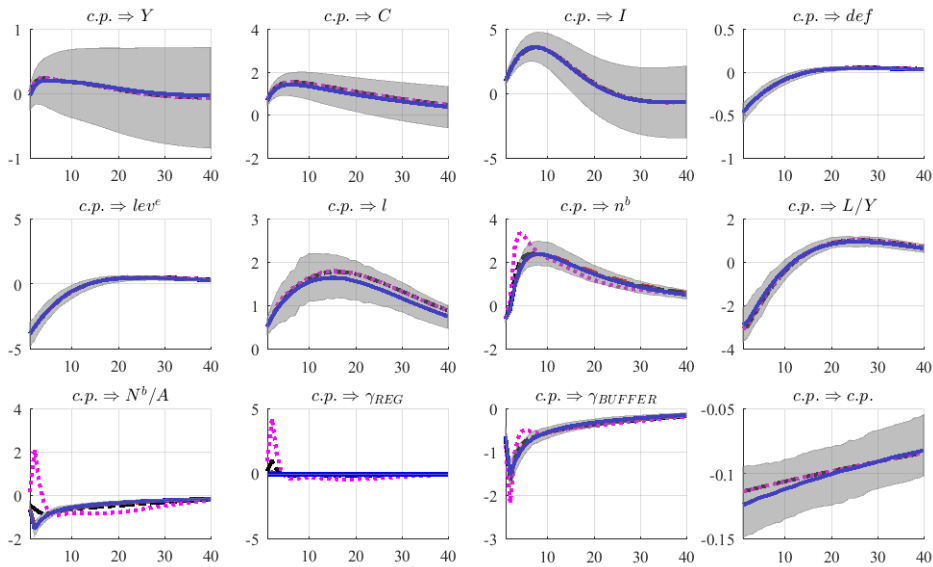 c.p. ⇒ Y
c.p. ⇒ C
c.p. ⇒ I
c.p. ⇒ def
1
0
-1
10 20 30 40
4
2
0
-2
10 20 30 40
5
0
-5
10 20 30 40
0.5
0
-0.5
-1
10 20 30 40
c.p. ⇒ lev^e
c.p. ⇒ l
c.p. ⇒ n^b
c.p. ⇒ L/Y
5
0
-5
10 20 30 40
3
2
1
0
10 20 30 40
4
2
0
-2
10 20 30 40
2
0
-2
-4
10 20 30 40
c.p. ⇒ N^b/A
c.p. ⇒ γ_REG
c.p. ⇒ γ_BUFFER
c.p. ⇒ c.p.
4
2
0
-2
10 20 30 40
5
0
-5
10 20 30 40
0
-1
-2
-3
10 20 30 40
-0.05
-0.1
-0.15
10 20 30 40